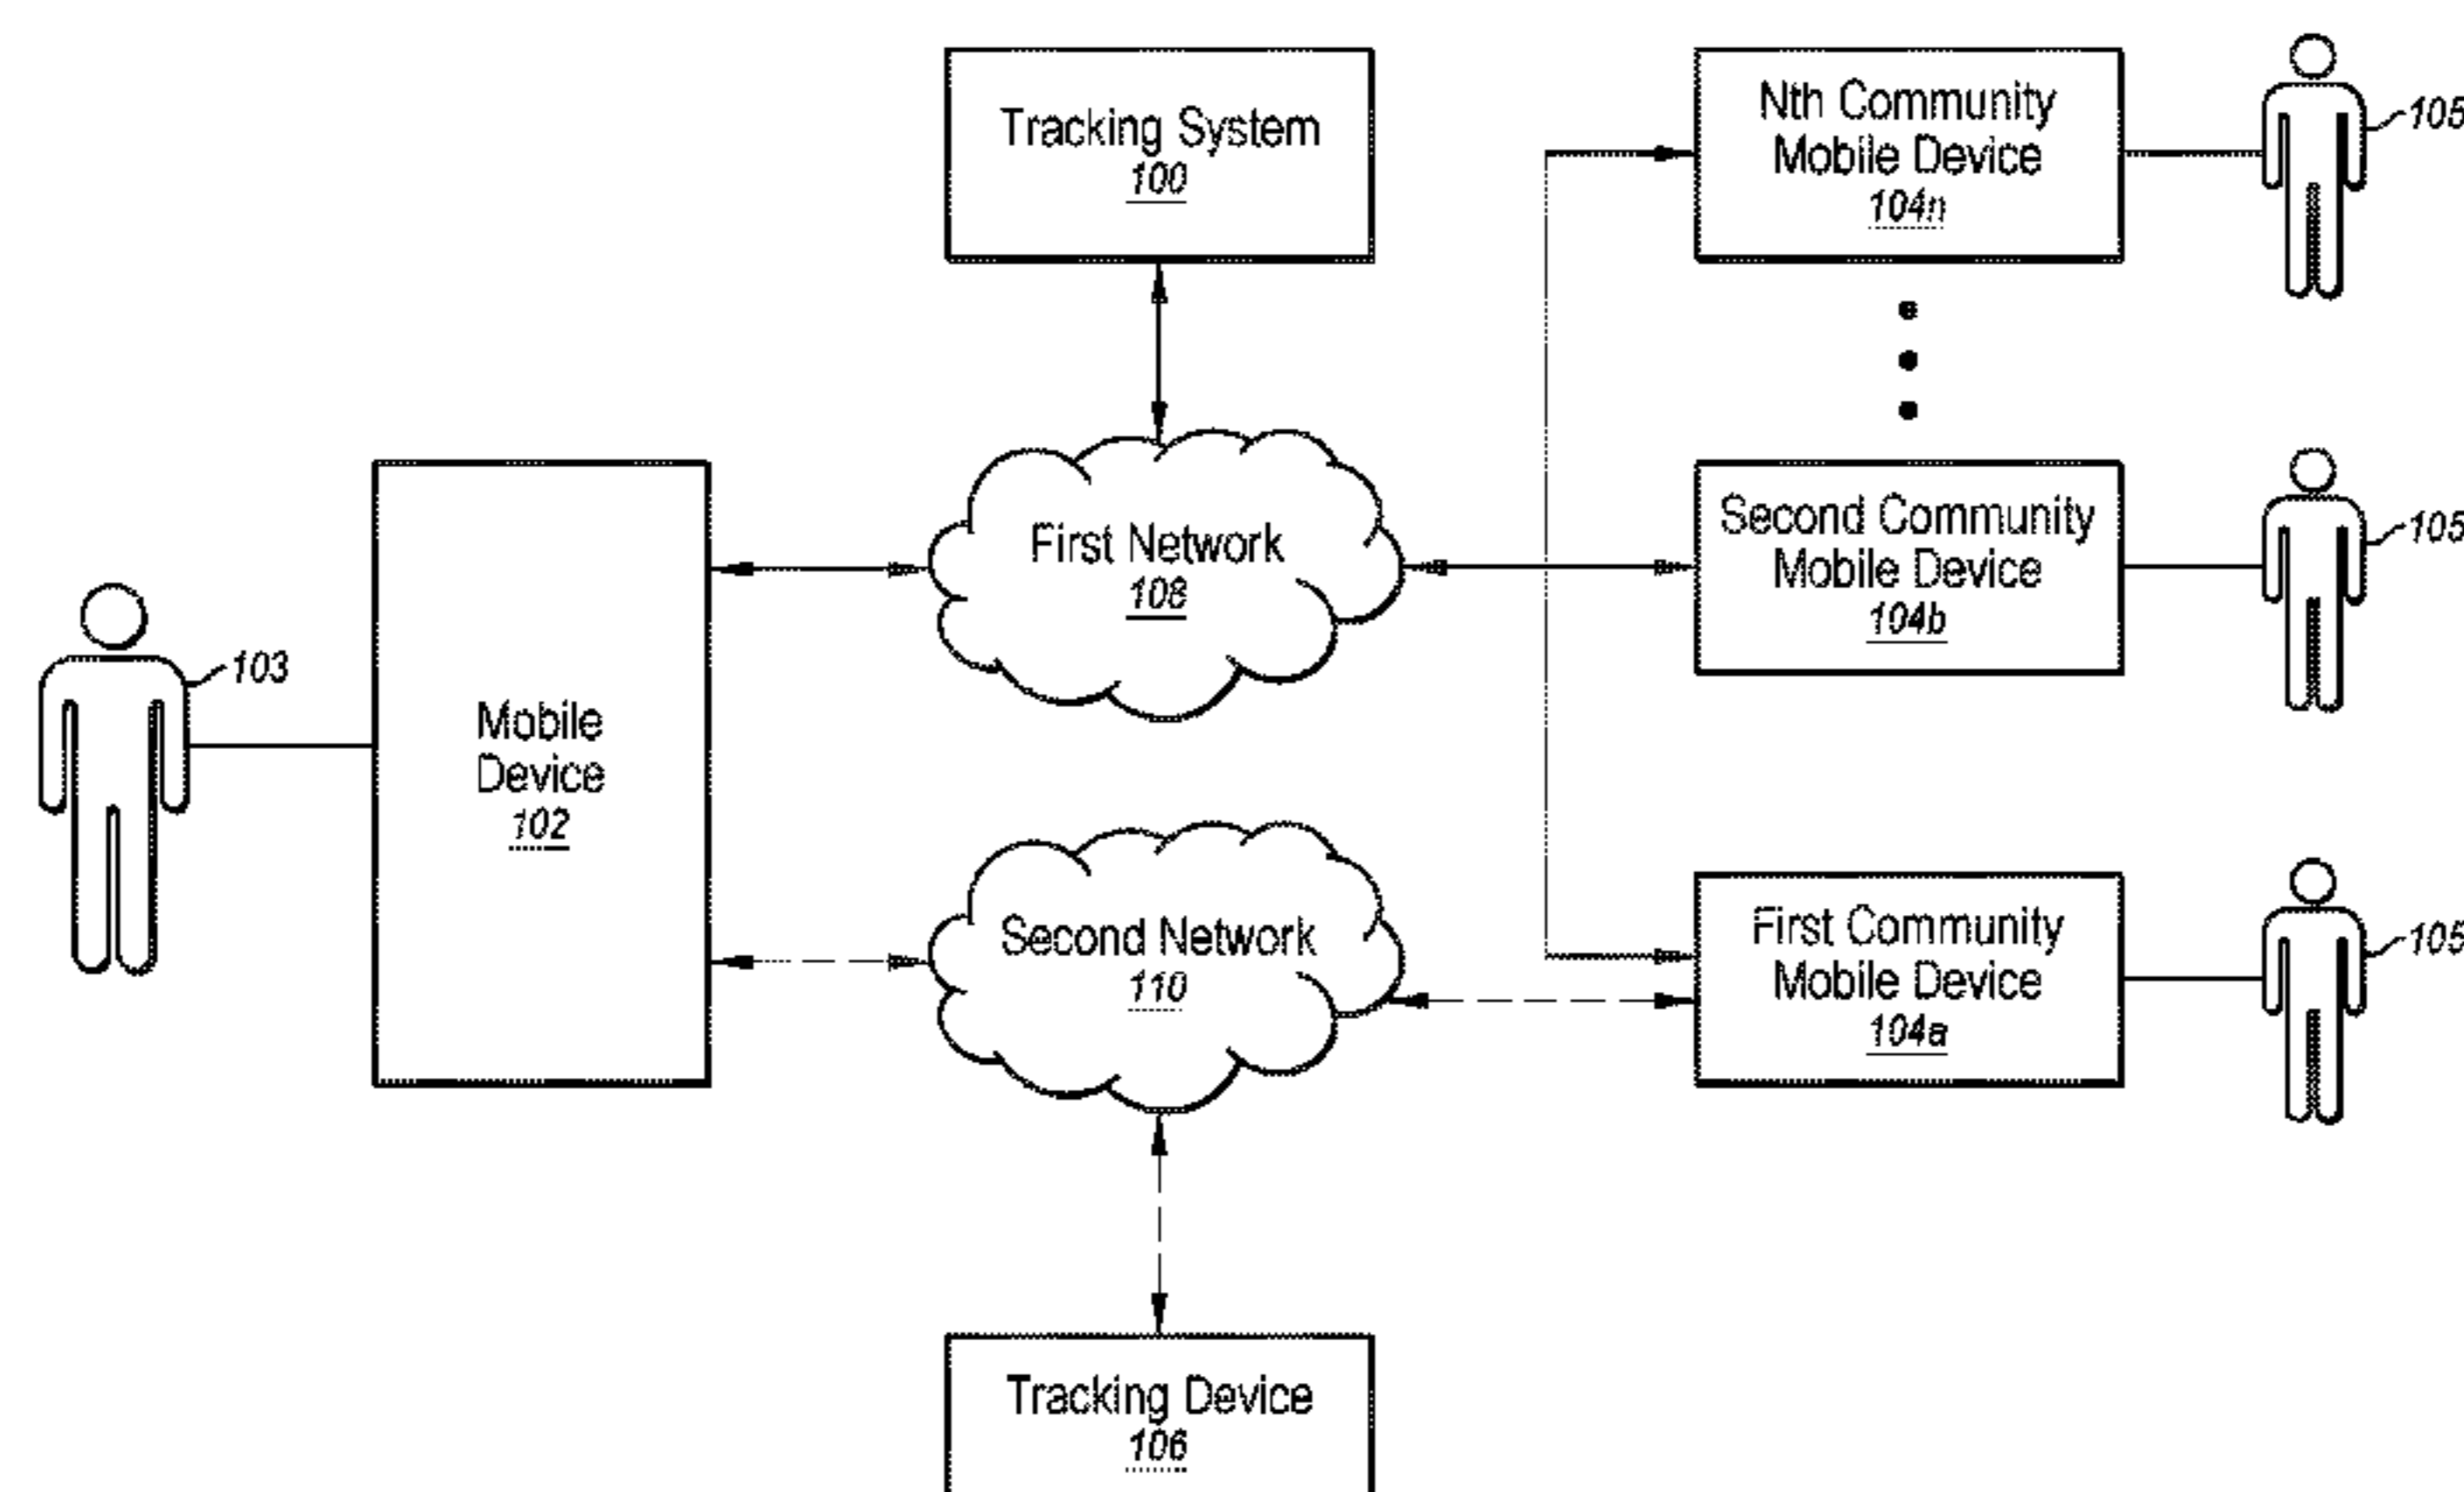 Tracking System
100
Nth Community
Mobile Device
104n
105
First Network
108
Second Community
Mobile Device
104b
105
103
Mobile
Device
102
Second Network
110
First Community
Mobile Device
104a
105
Tracking Device
106